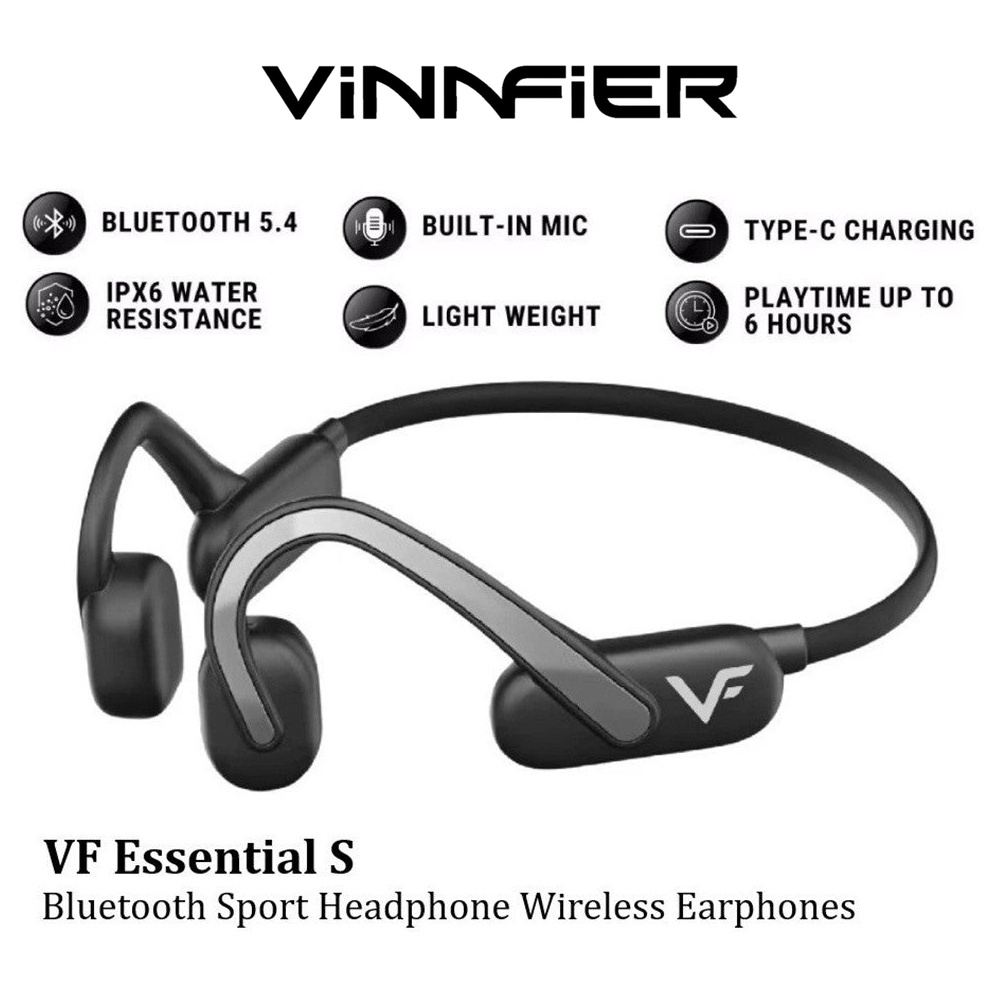 ViNNFiER
BLUETOOTH 5.4
BUILT-IN MIC
TYPE-C CHARGING
IPX6 WATER
RESISTANCE
LIGHT WEIGHT
PLAYTIME UP TO
6 HOURS
VF
VF Essential S
Bluetooth Sport Headphone Wireless Earphones